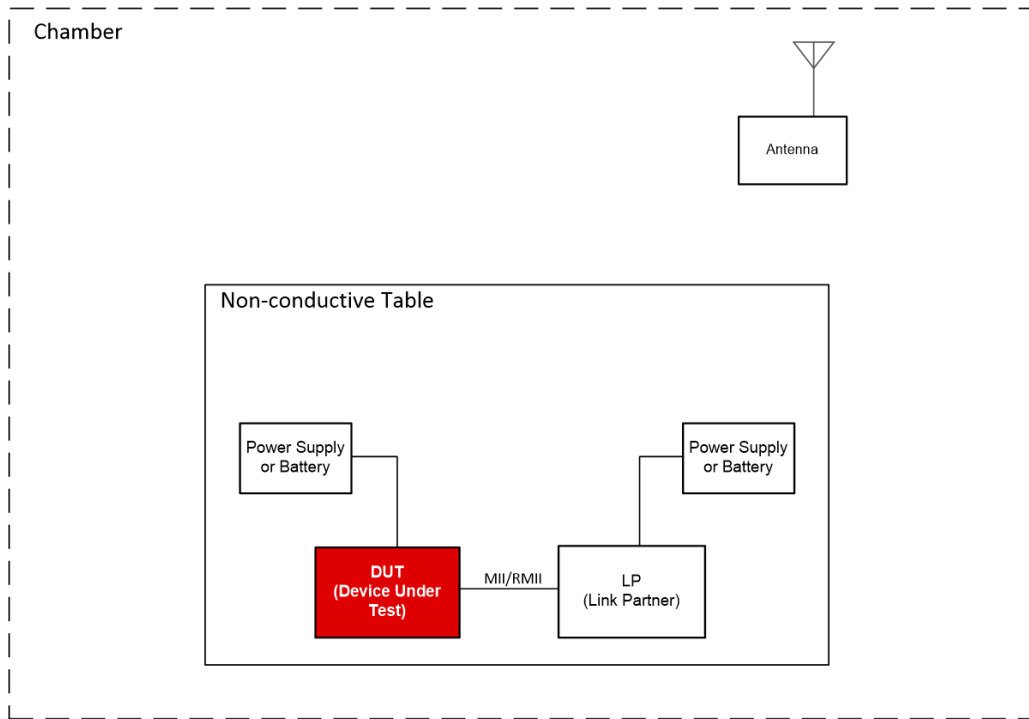 Chamber
Antenna
Non-conductive Table
Power Supply
or Battery
Power Supply
or Battery
DUT
(Device Under
Test)
MII/RMII
LP
(Link Partner)